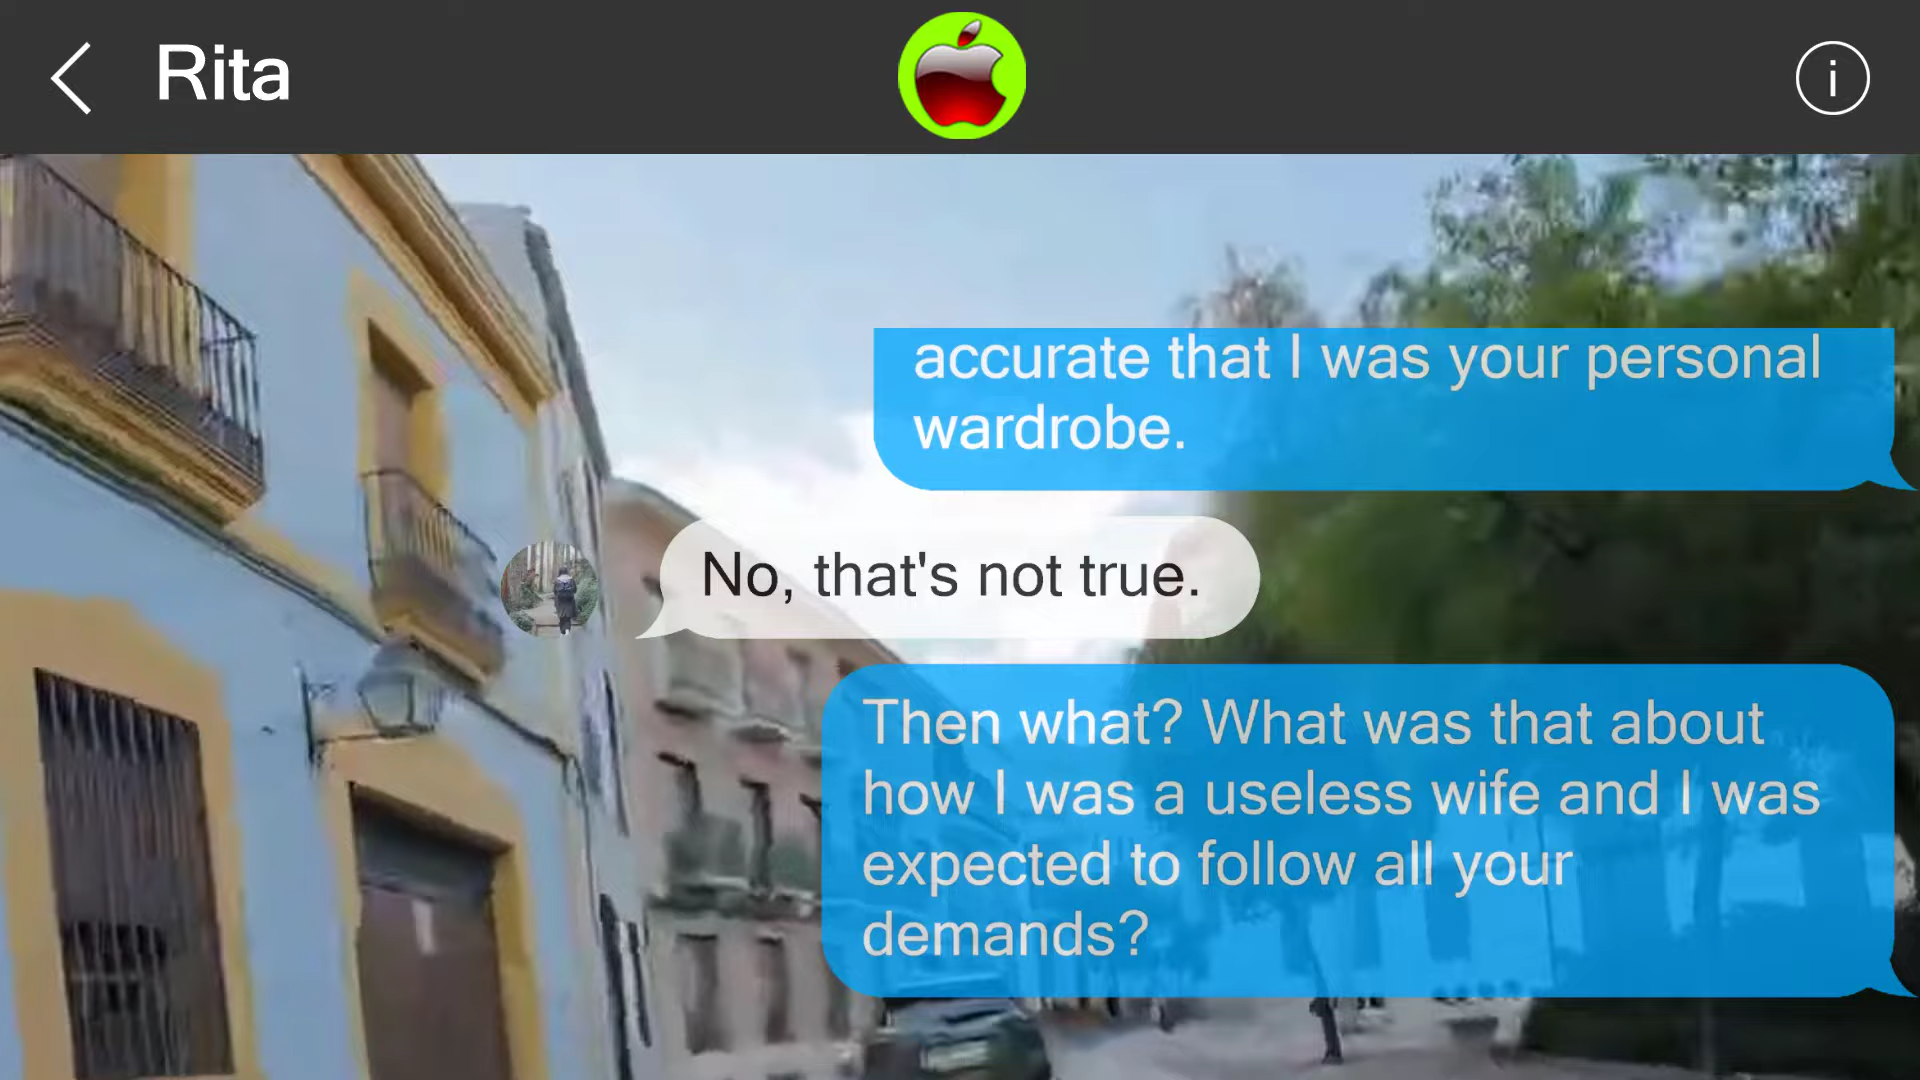 Rita
i
accurate that I was your personal
wardrobe.
No, that's not true.
Then what? What was that about
how I was a useless wife and I was
expected to follow all your
demands?